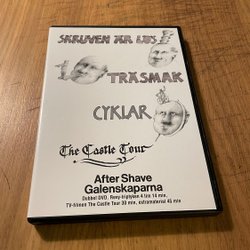 SKRUVEN ÄR LÖS
TRÄSMAK
CYKLAR
The Castle Tour
After Shave
Galenskaparna
Dubbel DVD, Revy-triptyken 4 tim 14 min,
TV-filmen The Castle Tour 39 min, extramaterial 45 min